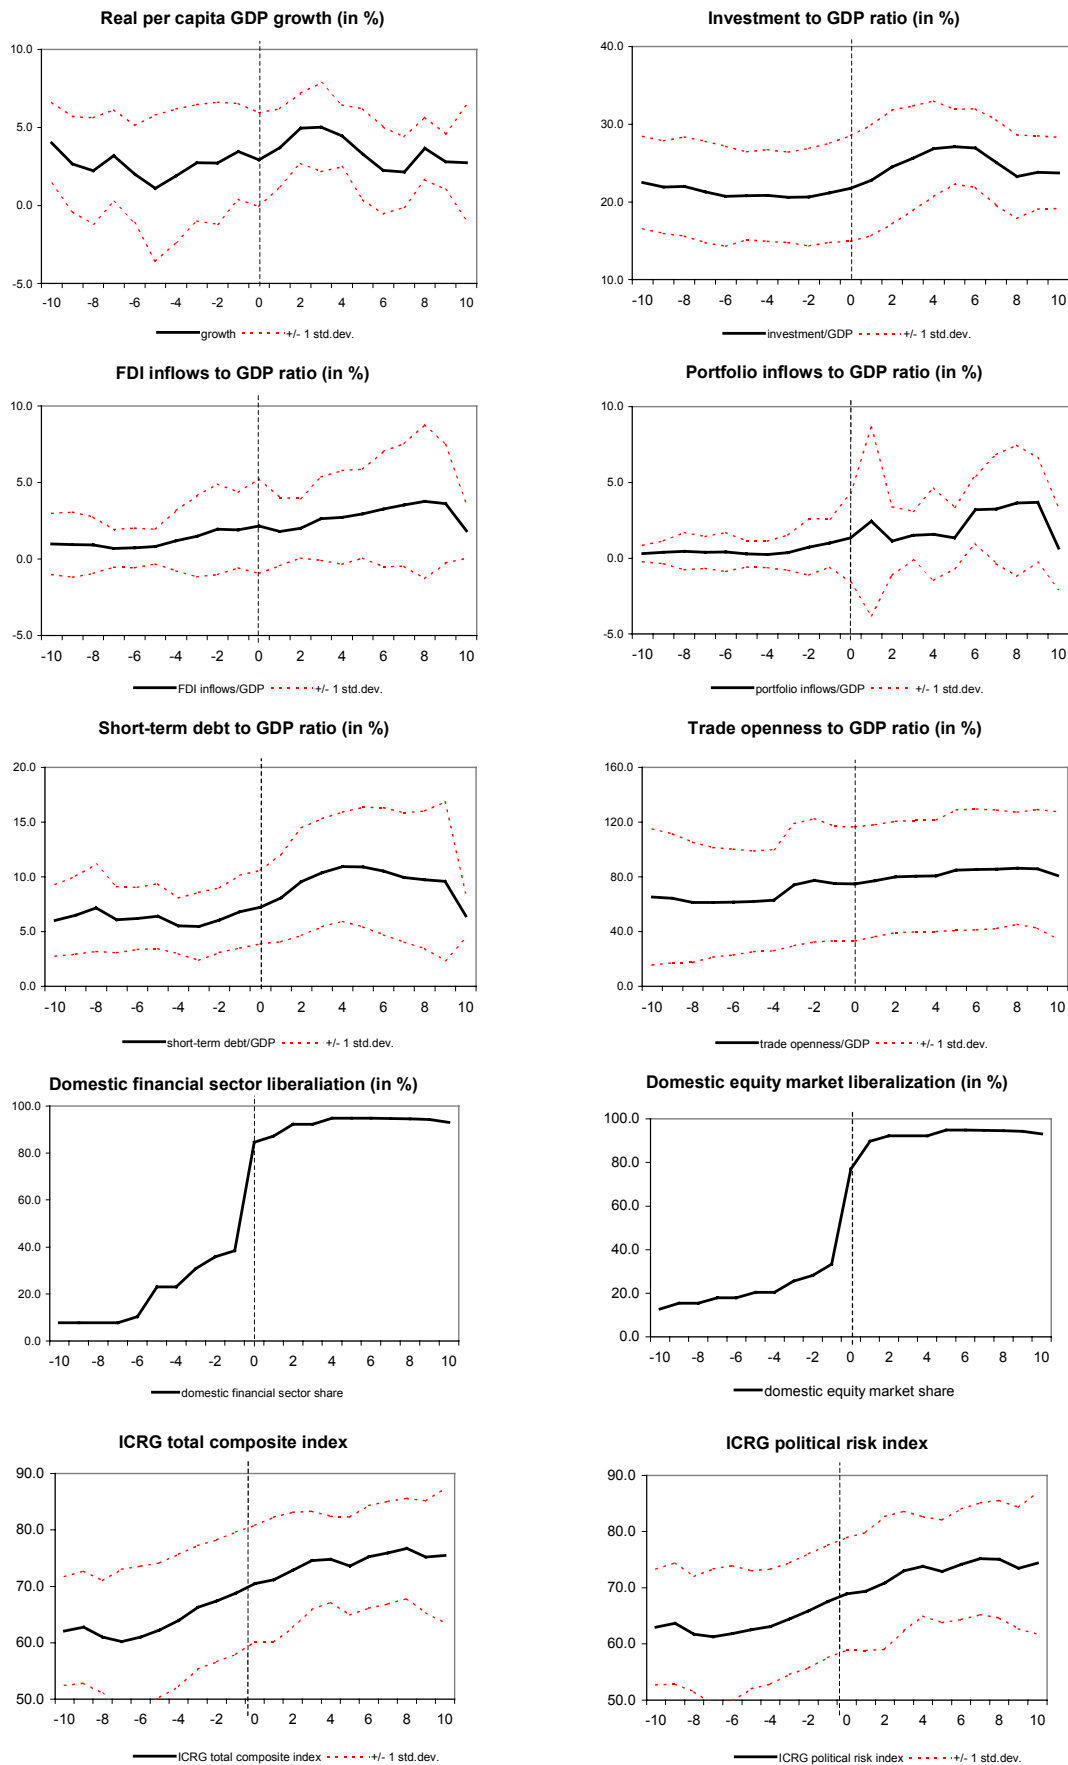 Real per capita GDP growth (in %)
10.0
5.0
0.0
-5.0
-10 -8 -6 -4 -2 0 2 4 6 8 10
growth +/- 1 std.dev.
Investment to GDP ratio (in %)
40.0
30.0
20.0
10.0
-10 -8 -6 -4 -2 0 2 4 6 8 10
investment/GDP +/- 1 std.dev.
FDI inflows to GDP ratio (in %)
10.0
5.0
0.0
-5.0
-10 -8 -6 -4 -2 0 2 4 6 8 10
FDI inflows/GDP +/- 1 std.dev.
Portfolio inflows to GDP ratio (in %)
10.0
5.0
0.0
-5.0
-10 -8 -6 -4 -2 0 2 4 6 8 10
portfolio inflows/GDP +/- 1 std.dev.
Short-term debt to GDP ratio (in %)
20.0
15.0
10.0
5.0
0.0
-10 -8 -6 -4 -2 0 2 4 6 8 10
short-term debt/GDP +/- 1 std.dev.
Trade openness to GDP ratio (in %)
160.0
120.0
80.0
40.0
0.0
-10 -8 -6 -4 -2 0 2 4 6 8 10
trade openness/GDP +/- 1 std.dev.
Domestic financial sector liberaliation (in %)
100.0
80.0
60.0
40.0
20.0
0.0
-10 -8 -6 -4 -2 0 2 4 6 8 10
domestic financial sector share
Domestic equity market liberalization (in %)
100.0
80.0
60.0
40.0
20.0
0.0
-10 -8 -6 -4 -2 0 2 4 6 8 10
domestic equity market share
ICRG total composite index
90.0
80.0
70.0
60.0
50.0
-10 -8 -6 -4 -2 0 2 4 6 8 10
ICRG total composite index +/- 1 std.dev.
ICRG political risk index
90.0
80.0
70.0
60.0
50.0
-10 -8 -6 -4 -2 0 2 4 6 8 10
ICRG political risk index +/- 1 std.dev.